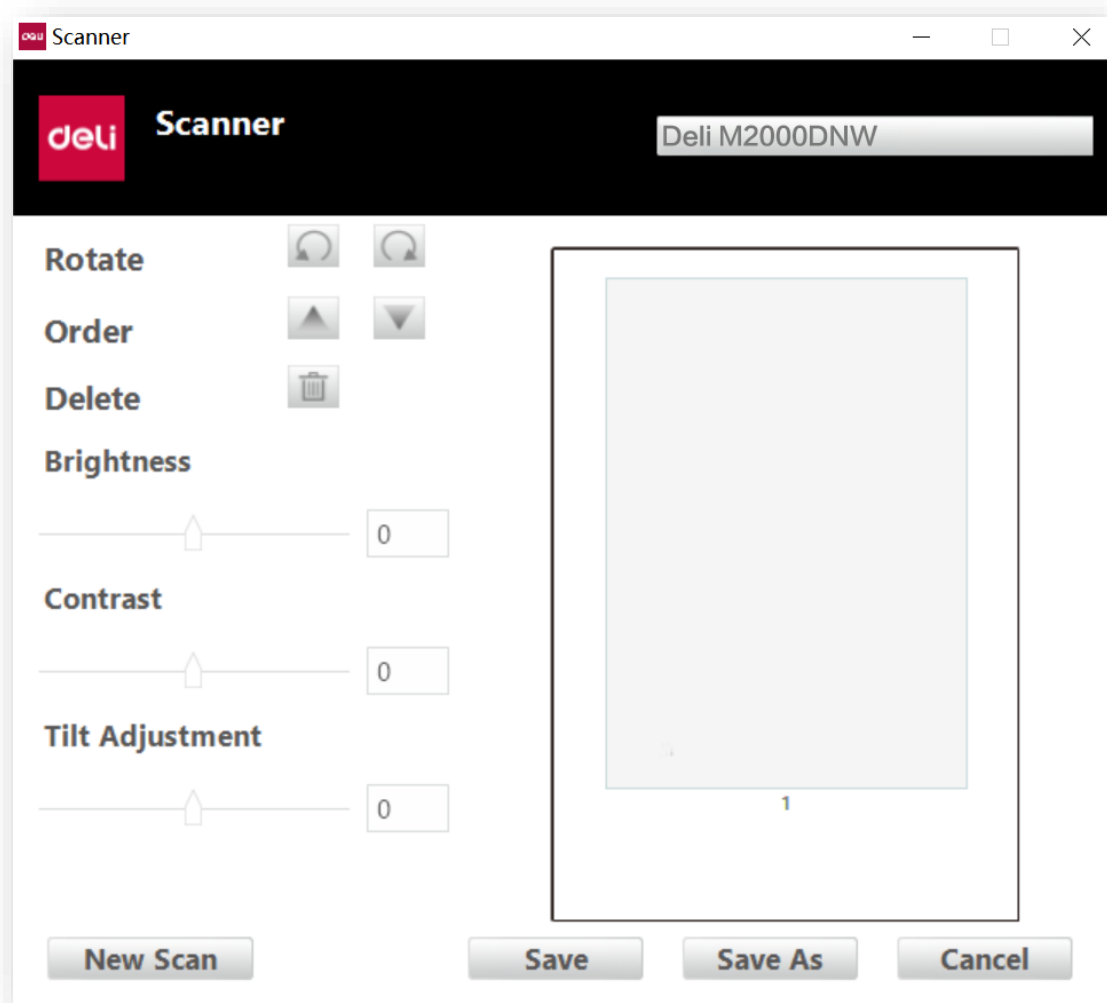 deli Scanner
deli Scanner
Deli M2000DNW
Rotate
Order
Delete
Brightness
0
Contrast
0
Tilt Adjustment
0
1
New Scan
Save
Save As
Cancel